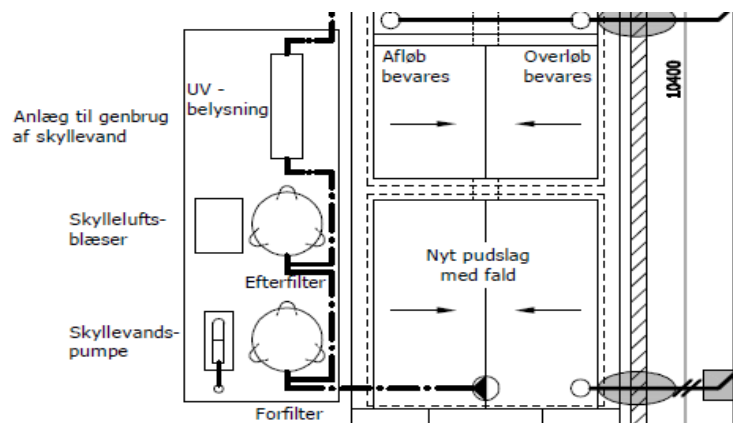 Anlæg til genbrug
af skyllevand
UV -
belysning
Skyllelufts-
blæser
Efterfilter
Skyllevands-
pumpe
Forfilter
Afløb
bevares
Overløb
bevares
Nyt pudslag
med fald
10400